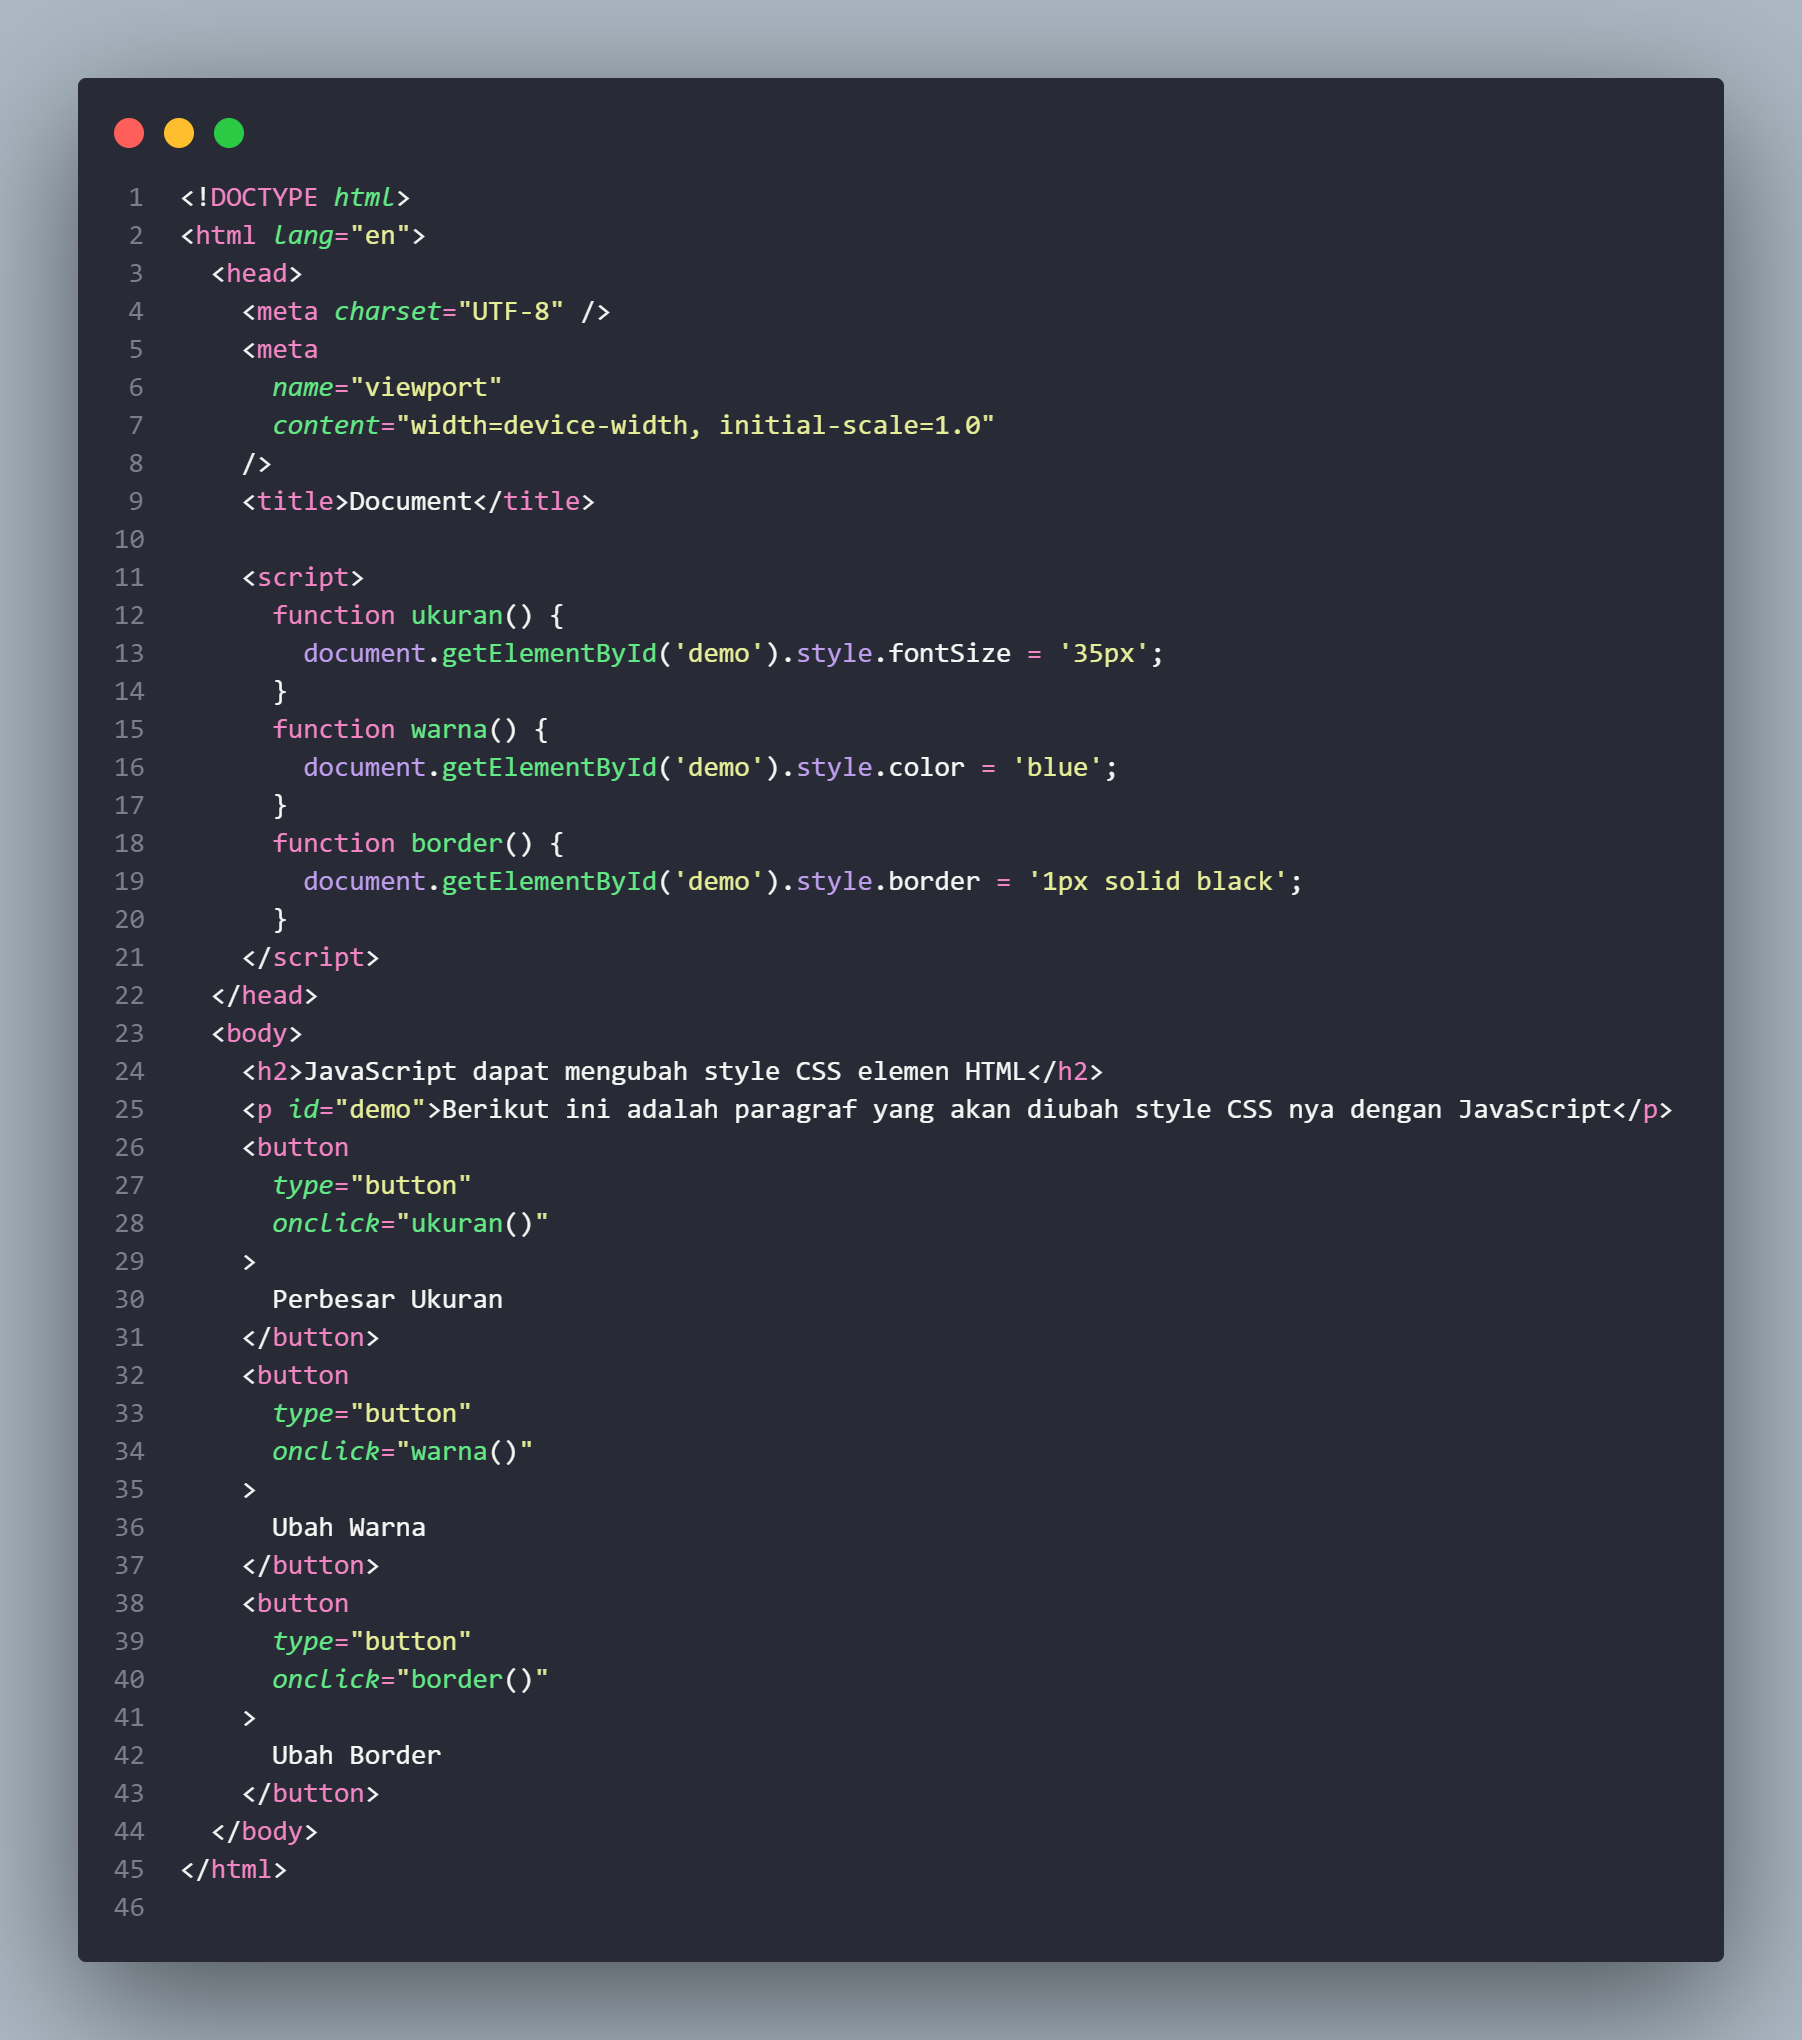 1 <!DOCTYPE html>
2 <html lang="en">
3   <head>
4     <meta charset="UTF-8" />
5     <meta
6       name="viewport"
7       content="width=device-width, initial-scale=1.0"
8     />
9     <title>Document</title>
10
11     <script>
12       function ukuran() {
13         document.getElementById('demo').style.fontSize = '35px';
14       }
15       function warna() {
16         document.getElementById('demo').style.color = 'blue';
17       }
18       function border() {
19         document.getElementById('demo').style.border = '1px solid black';
20       }
21     </script>
22   </head>
23   <body>
24     <h2>JavaScript dapat mengubah style CSS elemen HTML</h2>
25     <p id="demo">Berikut ini adalah paragraf yang akan diubah style CSS nya dengan JavaScript</p>
26     <button
27       type="button"
28       onclick="ukuran()"
29     >
30       Perbesar Ukuran
31     </button>
32     <button
33       type="button"
34       onclick="warna()"
35     >
36       Ubah Warna
37     </button>
38     <button
39       type="button"
40       onclick="border()"
41     >
42       Ubah Border
43     </button>
44   </body>
45 </html>
46